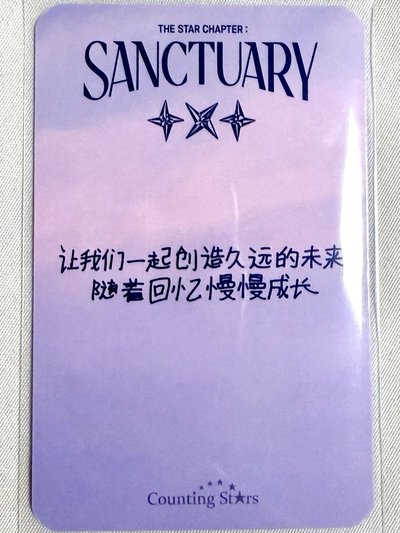 THE STAR CHAPTER :
SANCTUARY
让我们一起创造久远的未来
随着回忆慢慢成长
Counting Stars